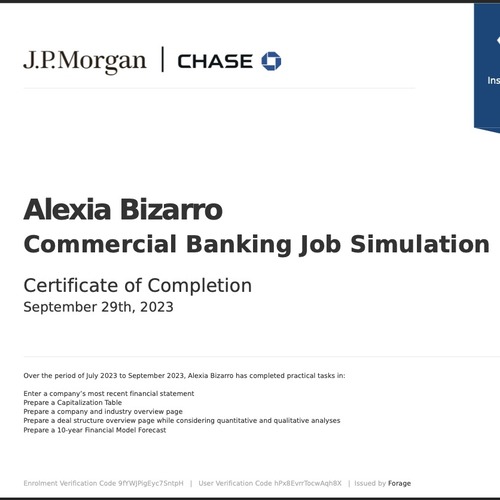 J.P.Morgan | CHASE
Ins
Alexia Bizarro
Commercial Banking Job Simulation
Certificate of Completion
September 29th, 2023
Over the period of July 2023 to September 2023, Alexia Bizarro has completed practical tasks in:
Enter a company's most recent financial statement
Prepare a Capitalization Table
Prepare a company and industry overview page
Prepare a deal structure overview page while considering quantitative and qualitative analyses
Prepare a 10-year Financial Model Forecast
Enrolment Verification Code 9fYWJPigEyc7SntpH | User Verification Code hPx8EvrrTocwAqhBX | Issued by Forage